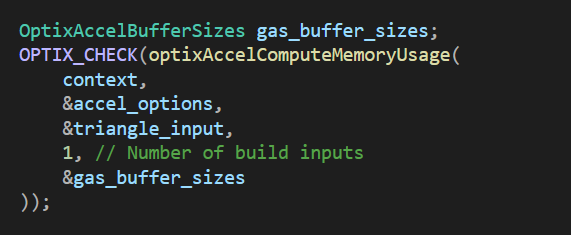 OptixAccelBufferSizes gas_buffer_sizes;
OPTIX_CHECK(optixAccelComputeMemoryUsage(
    context,
    &accel_options,
    &triangle_input,
    1, // Number of build inputs
    &gas_buffer_sizes
));